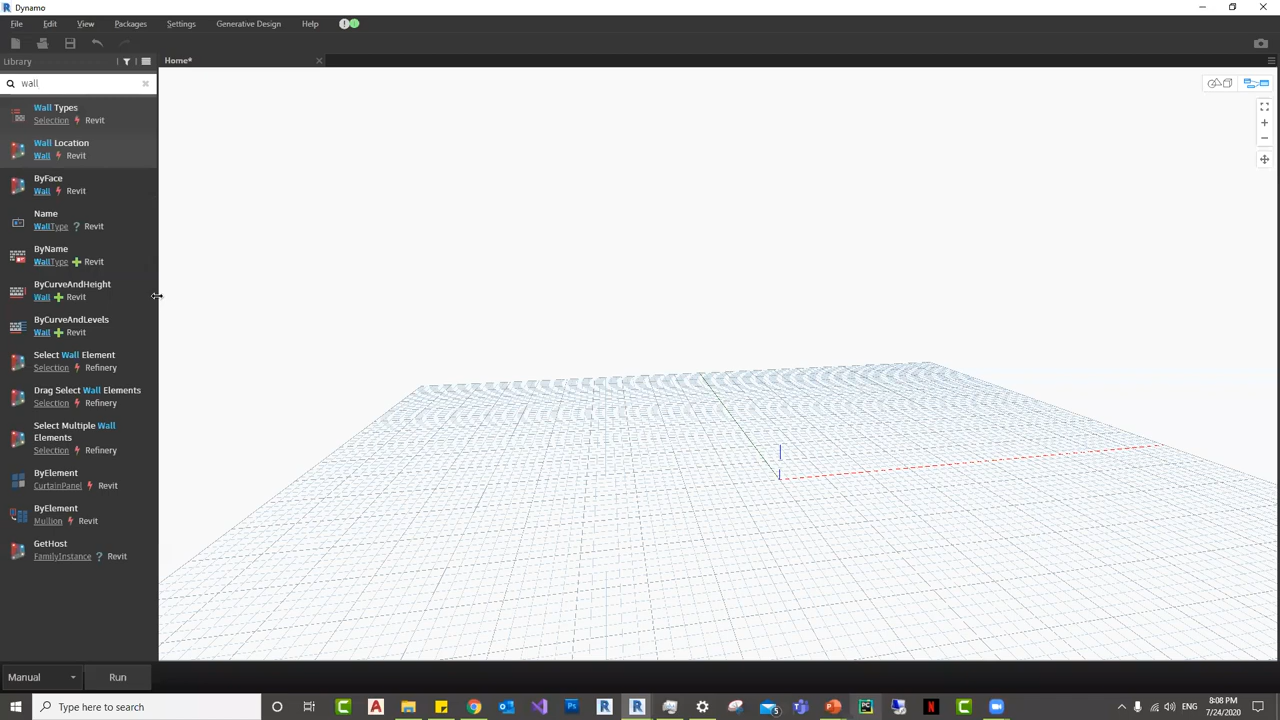 Dynamo
File Edit View Packages Settings Generative Design Help
Library
Home*
wall
Wall Types
Selection Revit
Wall Location
Wall Revit
ByFace
Wall Revit
Name
WallType ? Revit
ByName
WallType Revit
ByCurveAndHeight
Wall Revit
ByCurveAndLevels
Wall Revit
Select Wall Element
Selection Refinery
Drag Select Wall Elements
Selection Refinery
Select Multiple Wall
Elements
Selection Refinery
ByElement
CurtainPanel Revit
ByElement
Mullion Revit
GetHost
FamilyInstance ? Revit
Manual
Run
Type here to search
8:08 PM
7/24/2020